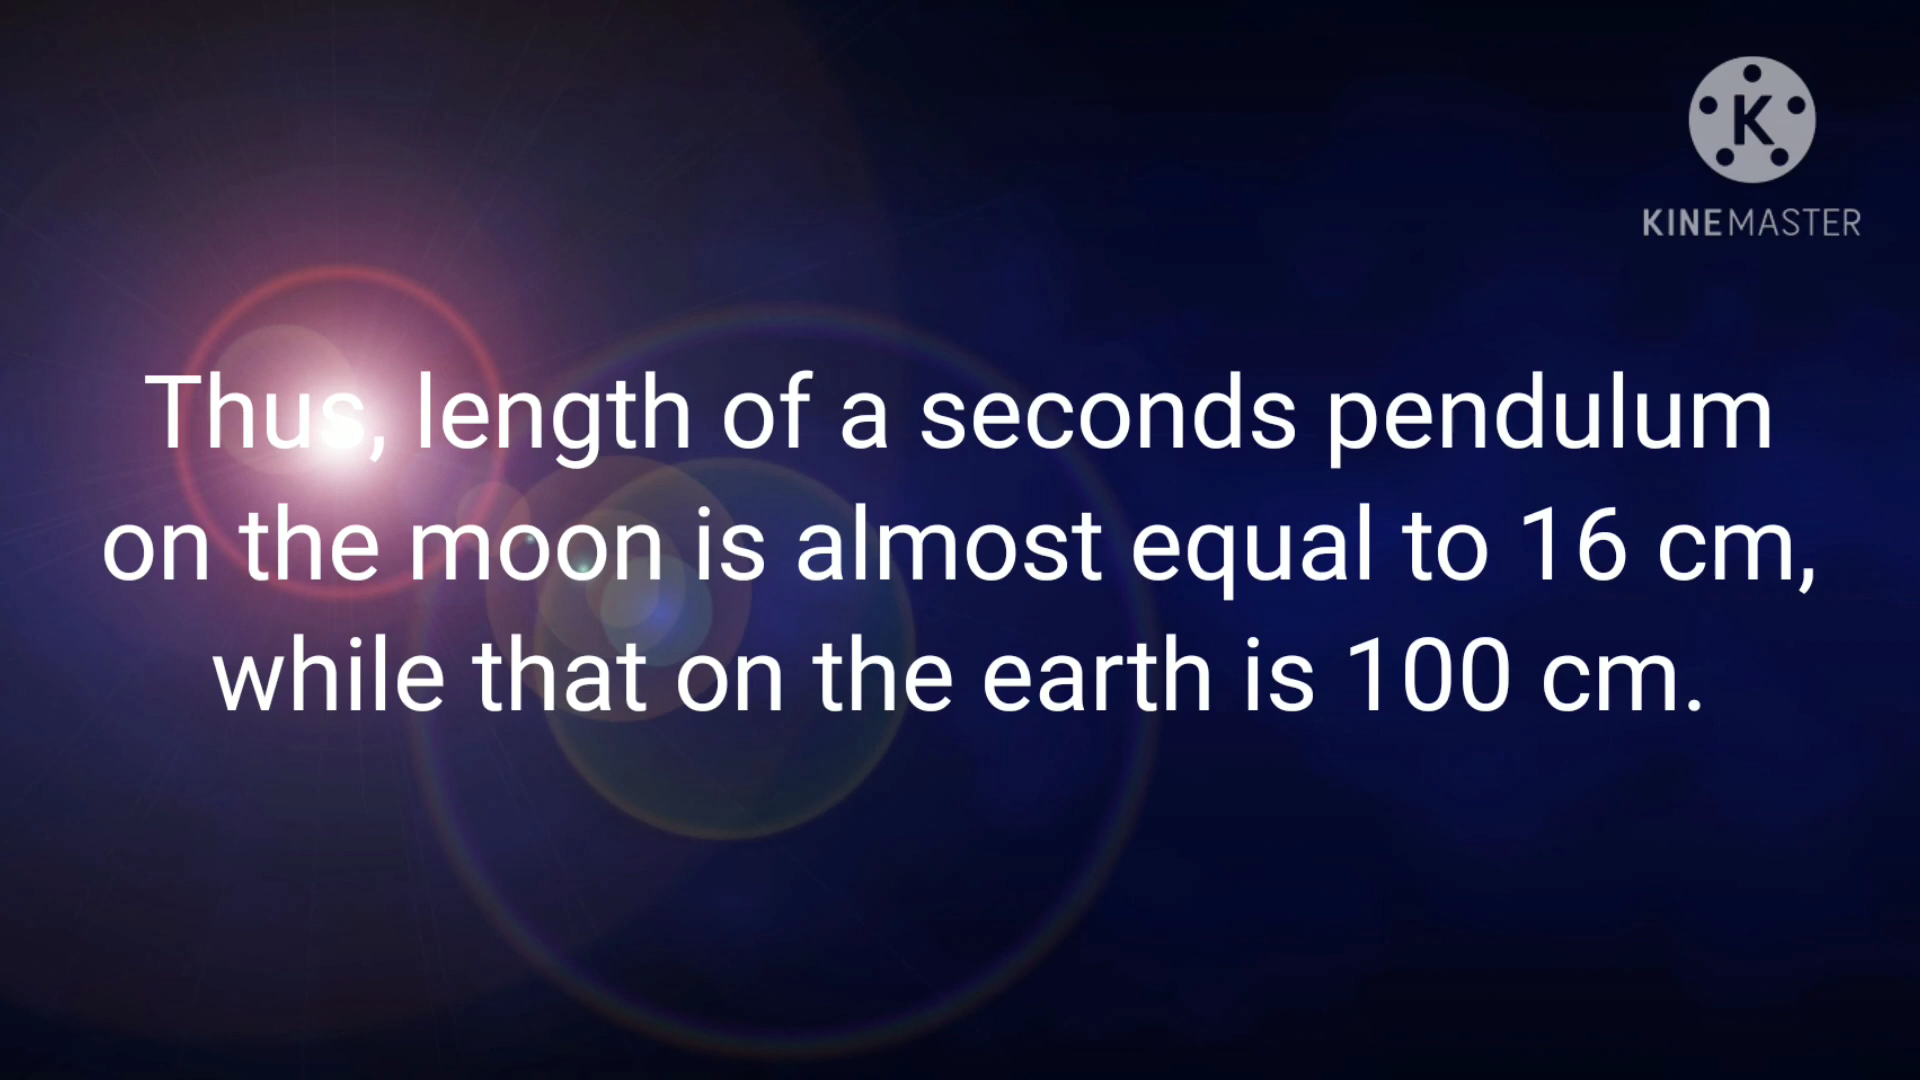 K
KINEMASTER
Thus, length of a seconds pendulum
on the moon is almost equal to 16 cm,
while that on the earth is 100 cm.